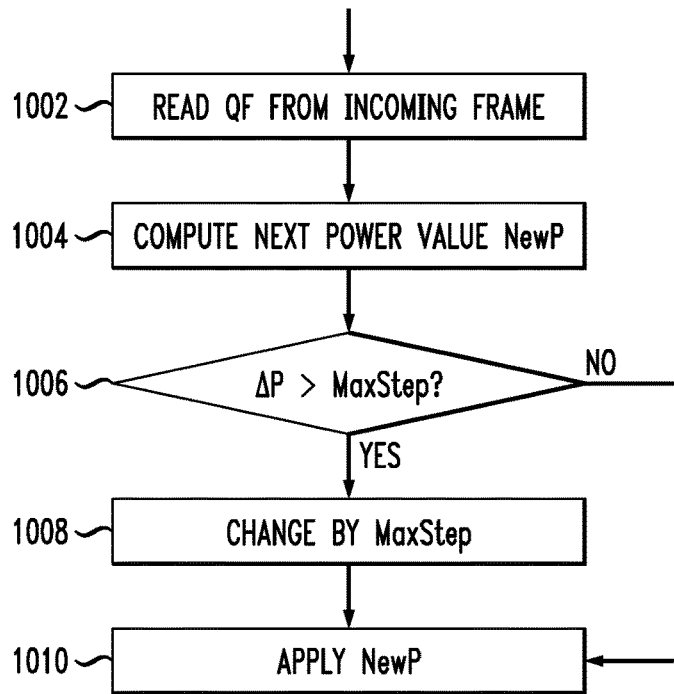 1002 READ QF FROM INCOMING FRAME
1004 COMPUTE NEXT POWER VALUE NewP
1006 ΔP > MaxStep? NO
YES
1008 CHANGE BY MaxStep
1010 APPLY NewP